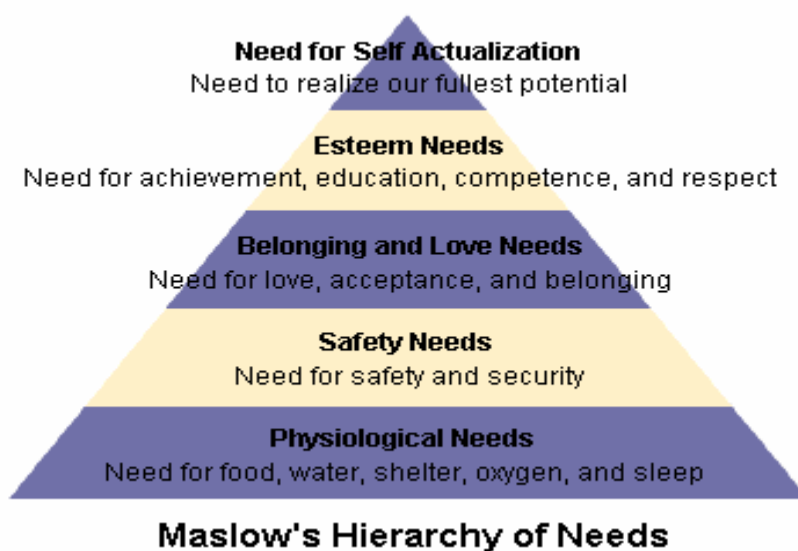 Need for Self Actualization
Need to realize our fullest potential
Esteem Needs
Need for achievement, education, competence, and respect
Belonging and Love Needs
Need for love, acceptance, and belonging
Safety Needs
Need for safety and security
Physiological Needs
Need for food, water, shelter, oxygen, and sleep
Maslow's Hierarchy of Needs